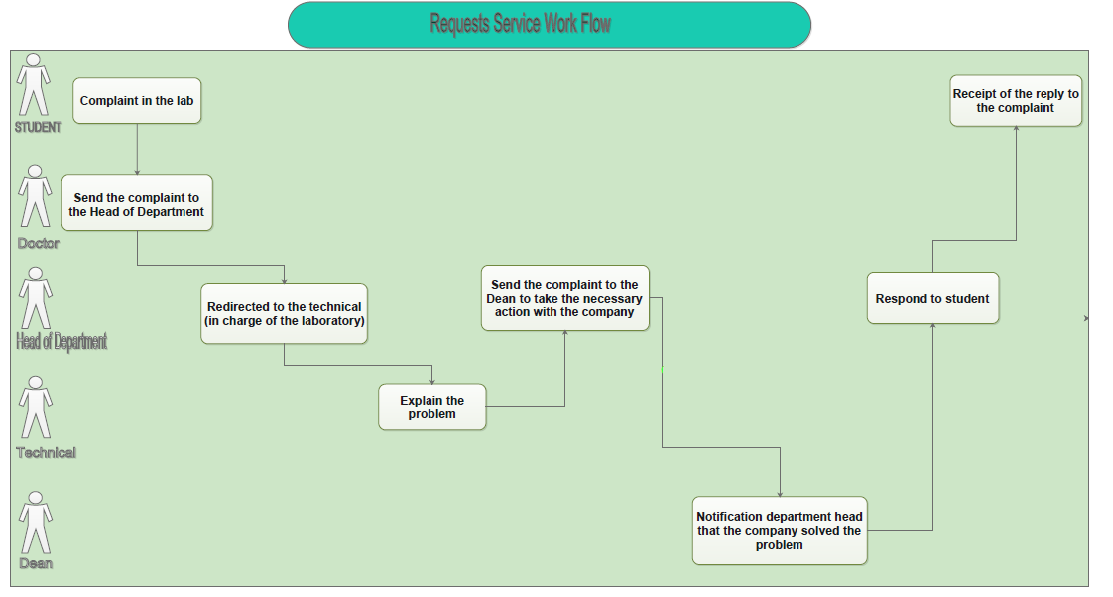 Requests Service Work Flow
STUDENT
Complaint in the lab
Receipt of the reply to
the complaint
Doctor
Send the complaint to
the Head of Department
Head of Department
Redirected to the technical
(in charge of the laboratory)
Send the complaint to the
Dean to take the necessary
action with the company
Respond to student
Technical
Explain the
problem
Dean
Notification department head
that the company solved the
problem